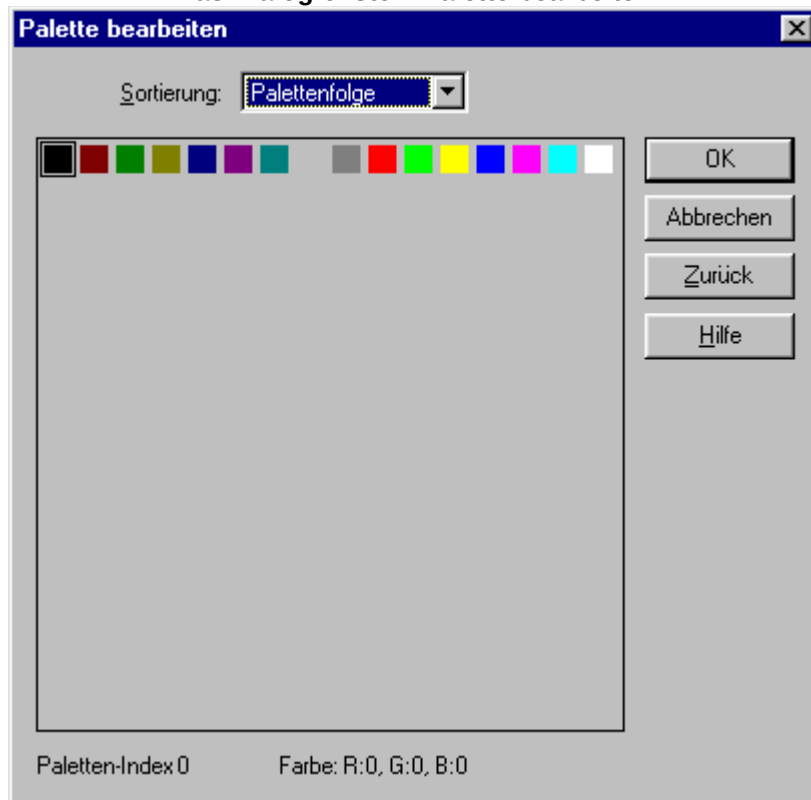 Palette bearbeiten
Sortierung: Palettenfolge
OK
Abbrechen
Zurück
Hilfe
Paletten-Index 0 Farbe: R:0, G:0, B:0